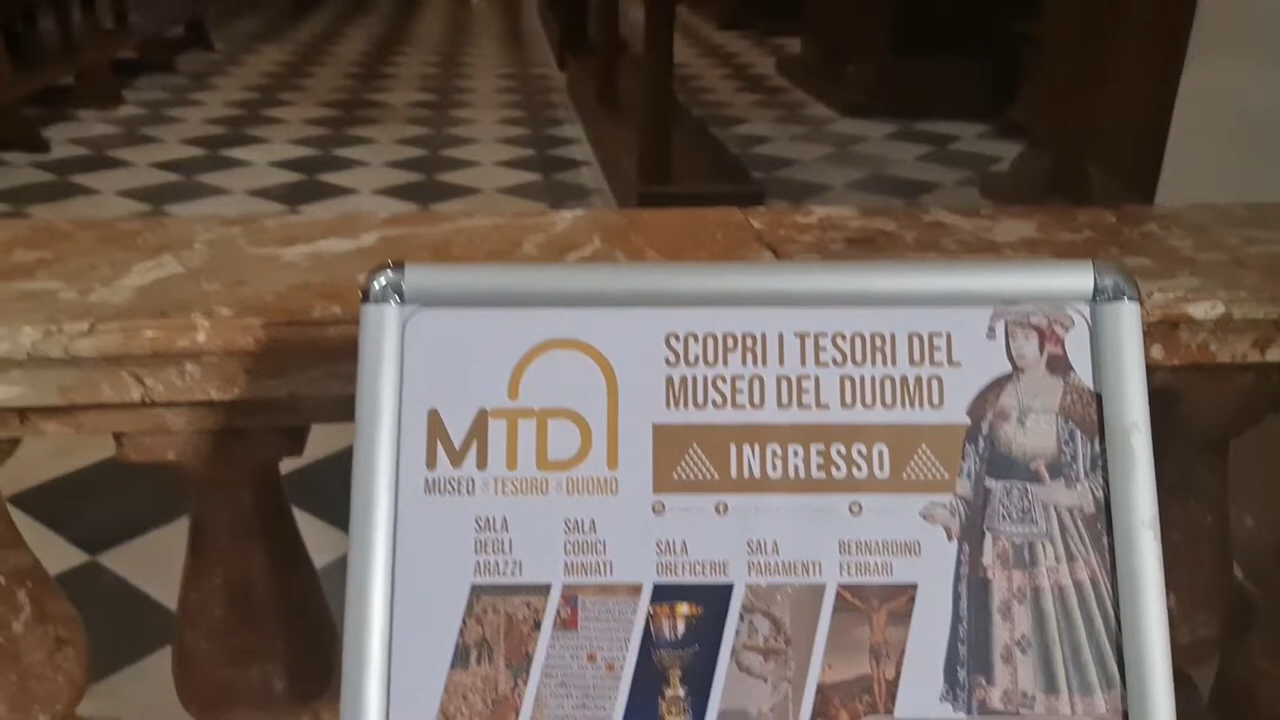 MTD
MUSEO e TESORO del DUOMO
SCOPRI I TESORI DEL
MUSEO DEL DUOMO
INGRESSO
SALA
DEGLI
ARAZZI
SALA
CODICI
MINIATI
SALA
OREFICERIE
SALA
PARAMENTI
BERNARDINO
FERRARI